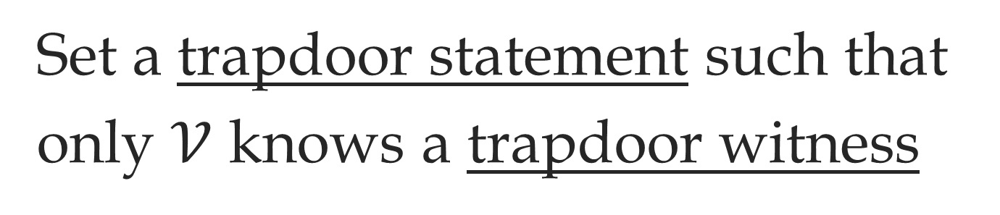 Set a trapdoor statement such that
only 𝒱 knows a trapdoor witness